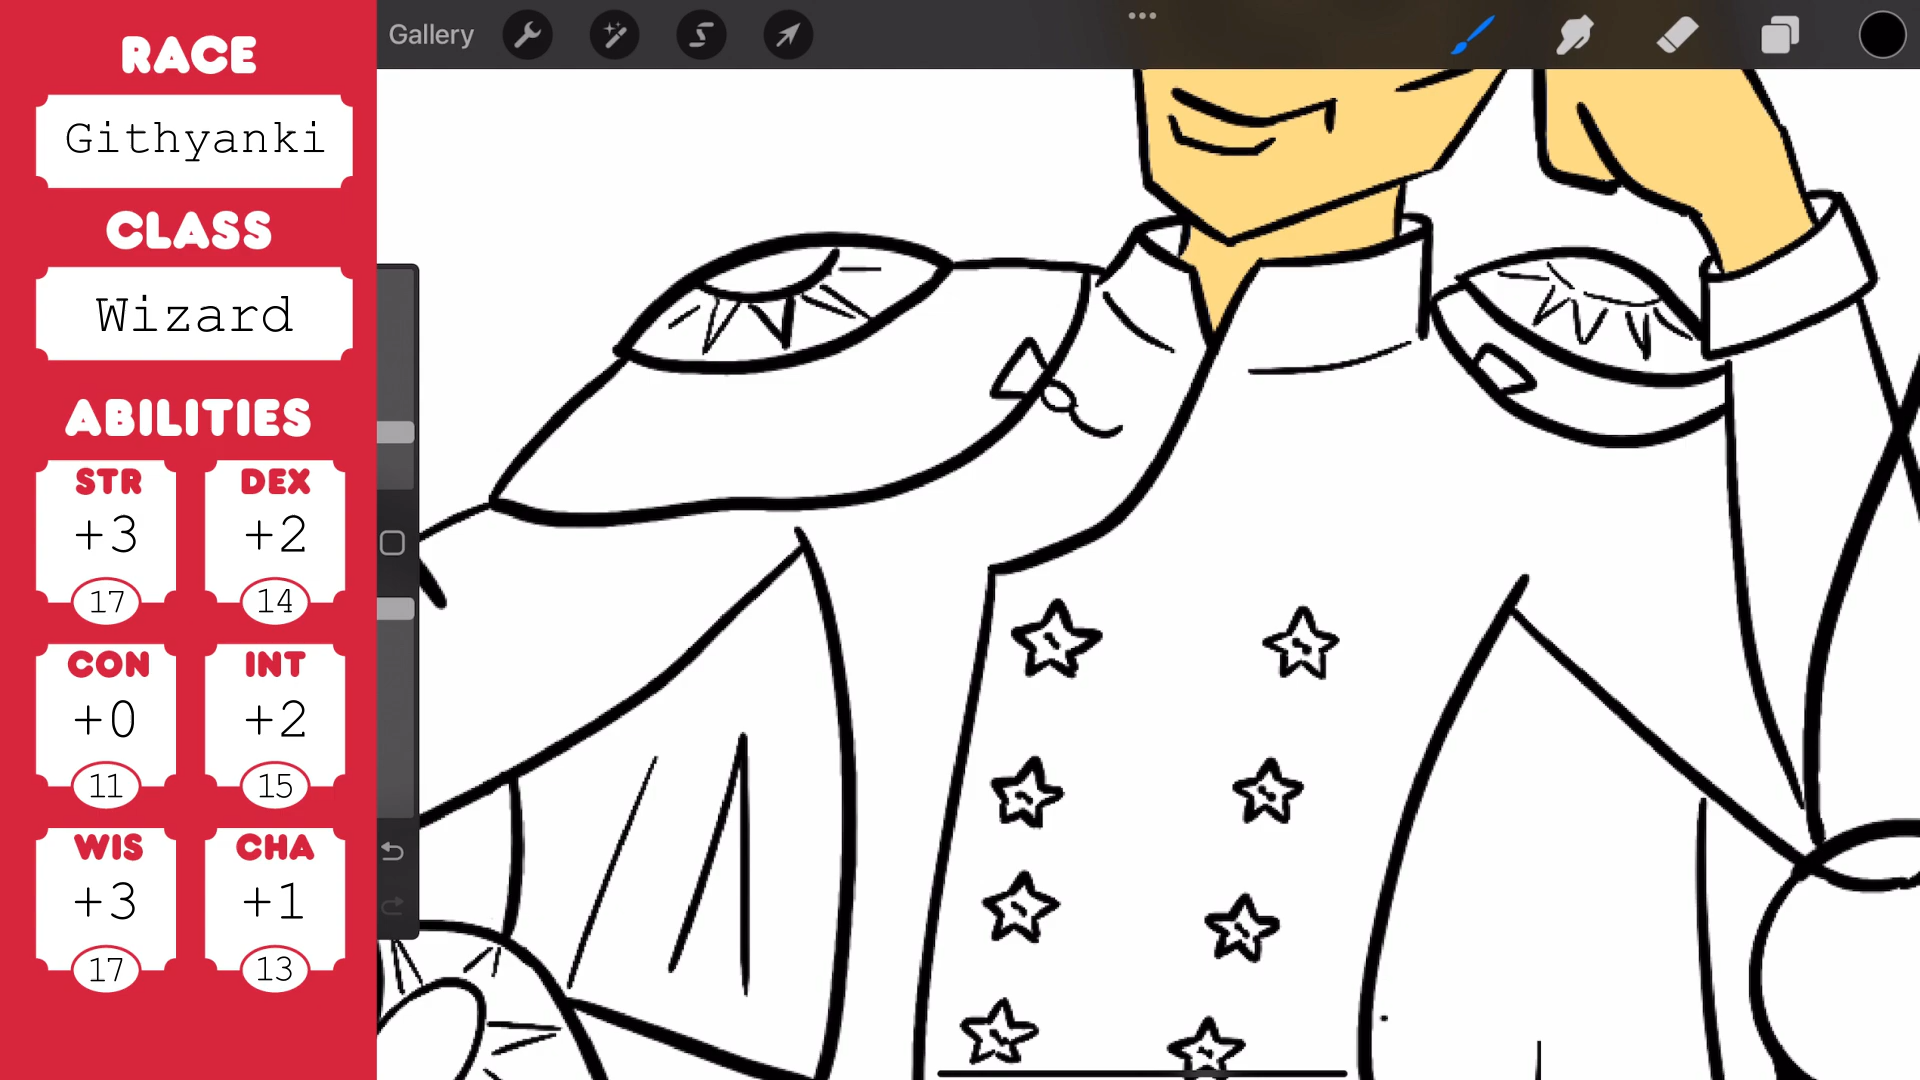 RACE
Githyanki
CLASS
Wizard
ABILITIES
STR DEX
+3 +2
17 14
CON INT
+0 +2
11 15
WIS CHA
+3 +1
17 13
Gallery